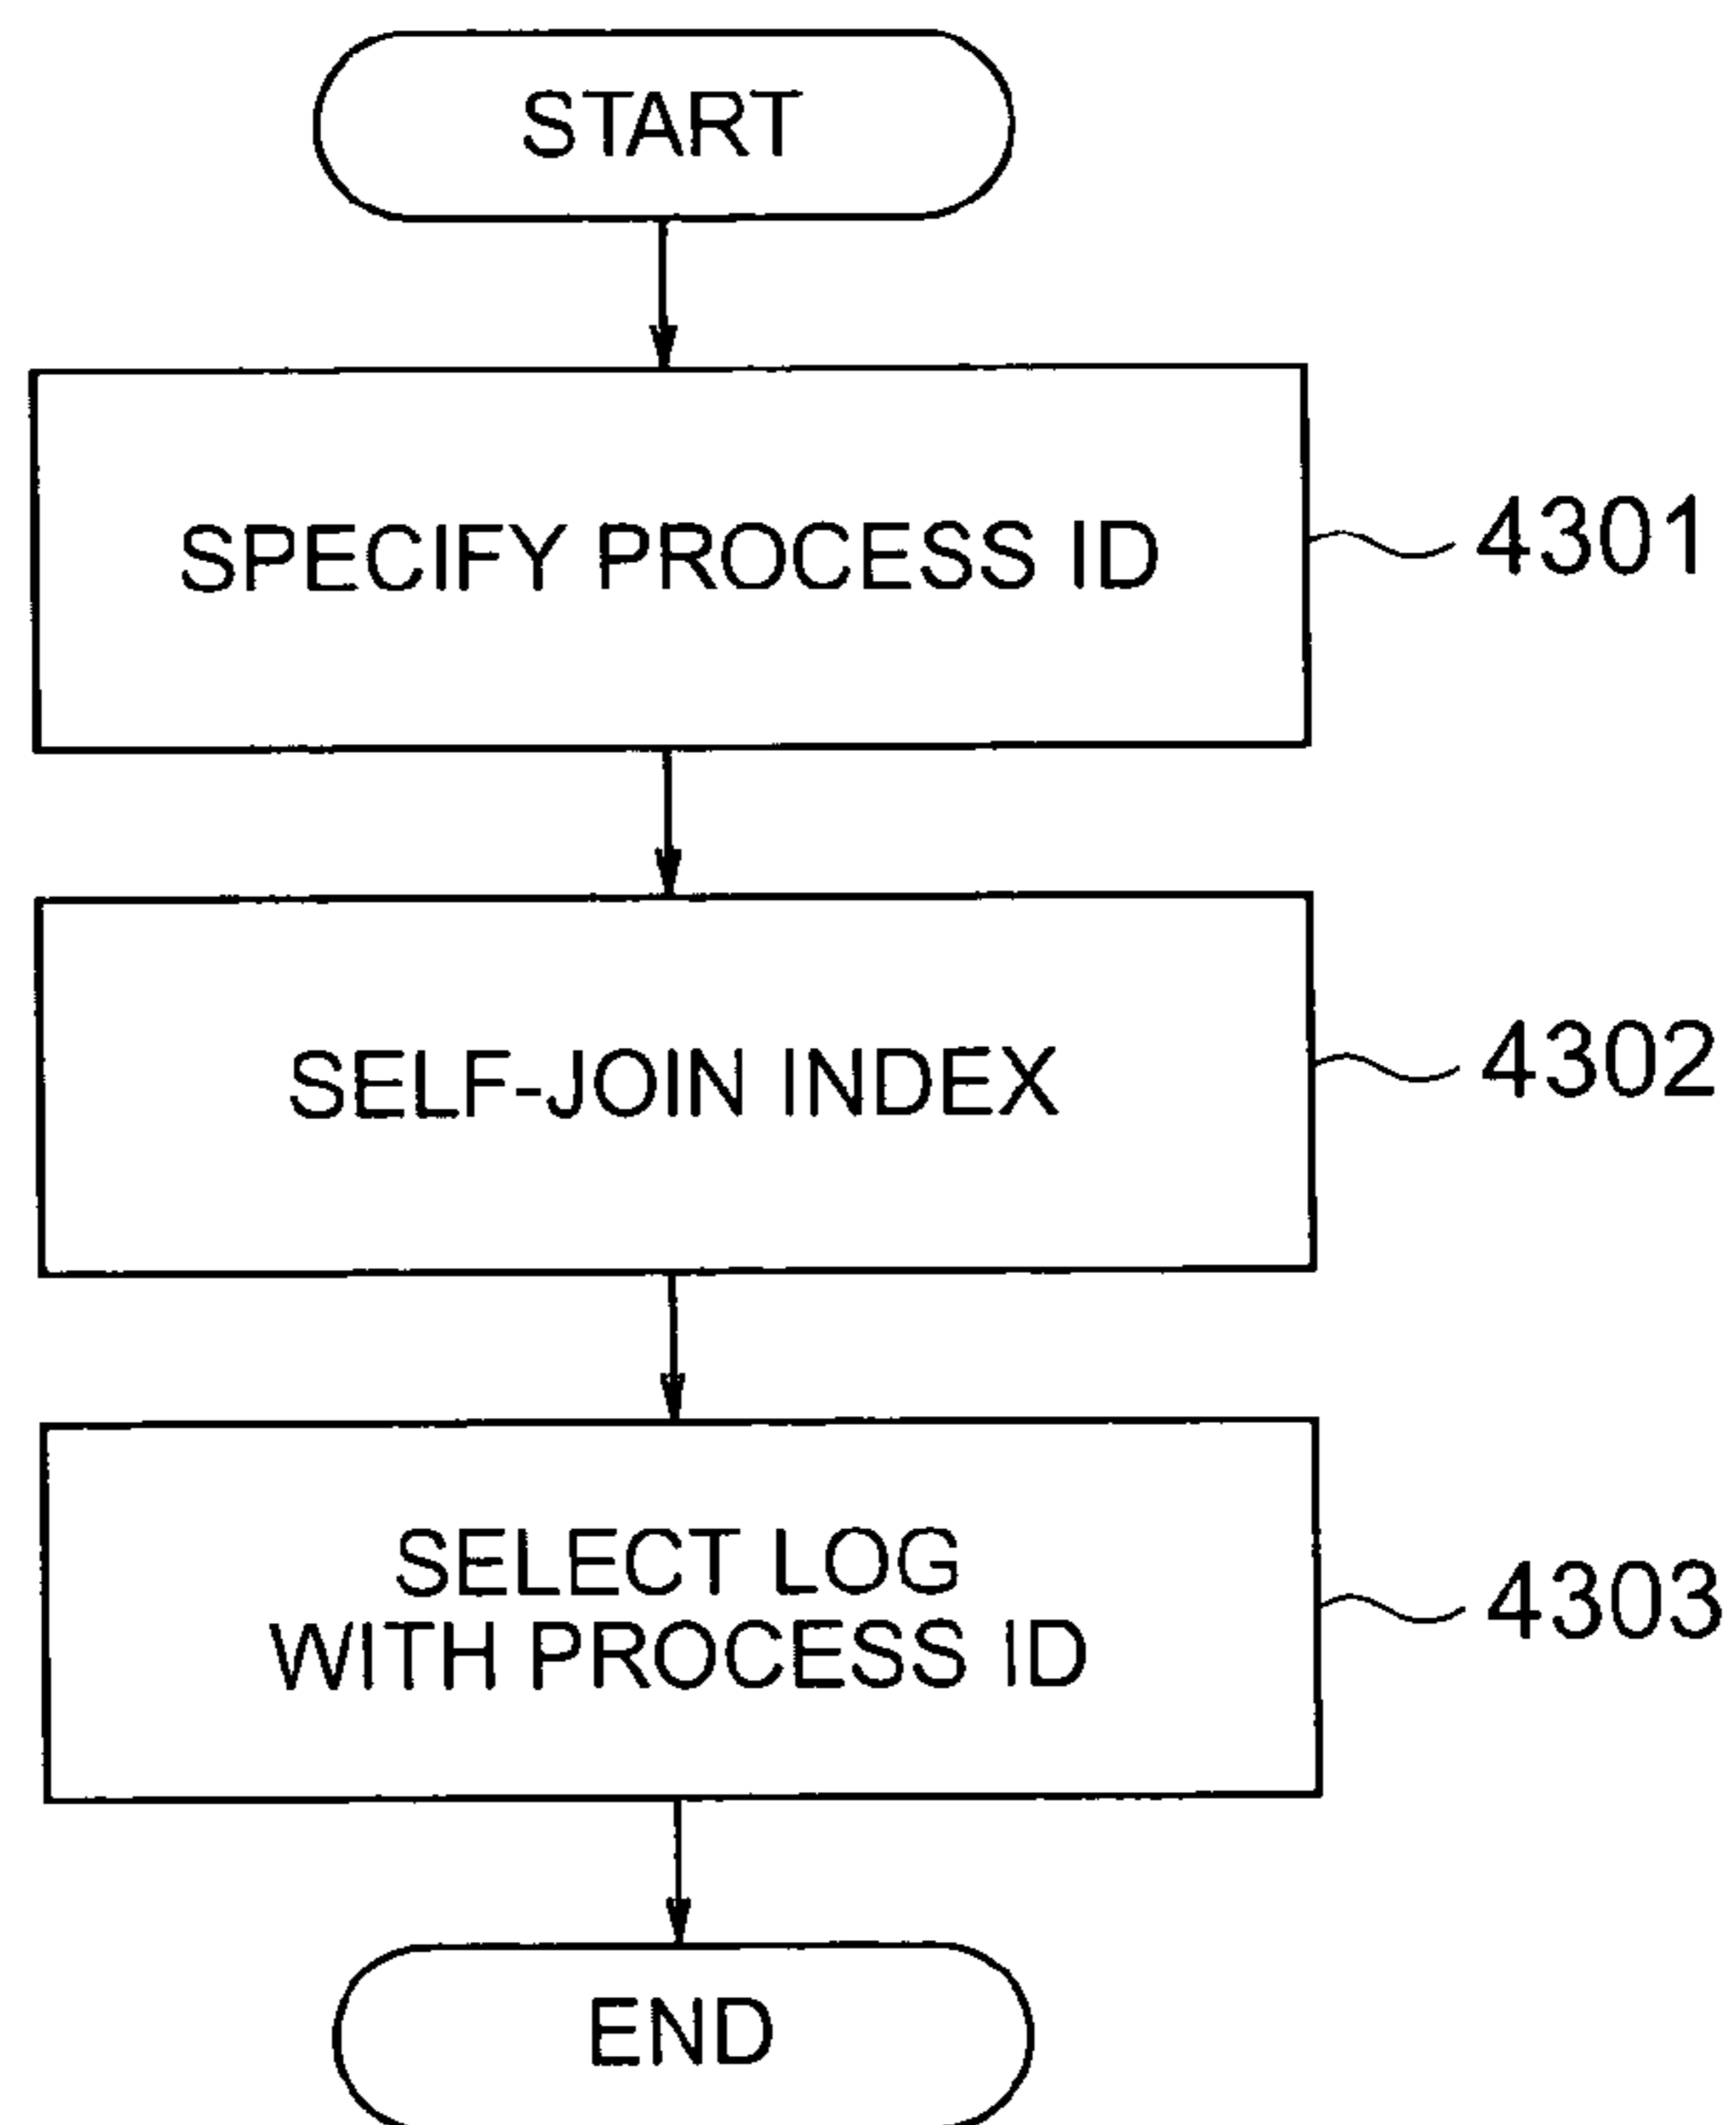 START
SPECIFY PROCESS ID
4301
SELF-JOIN INDEX
4302
SELECT LOG
WITH PROCESS ID
4303
END